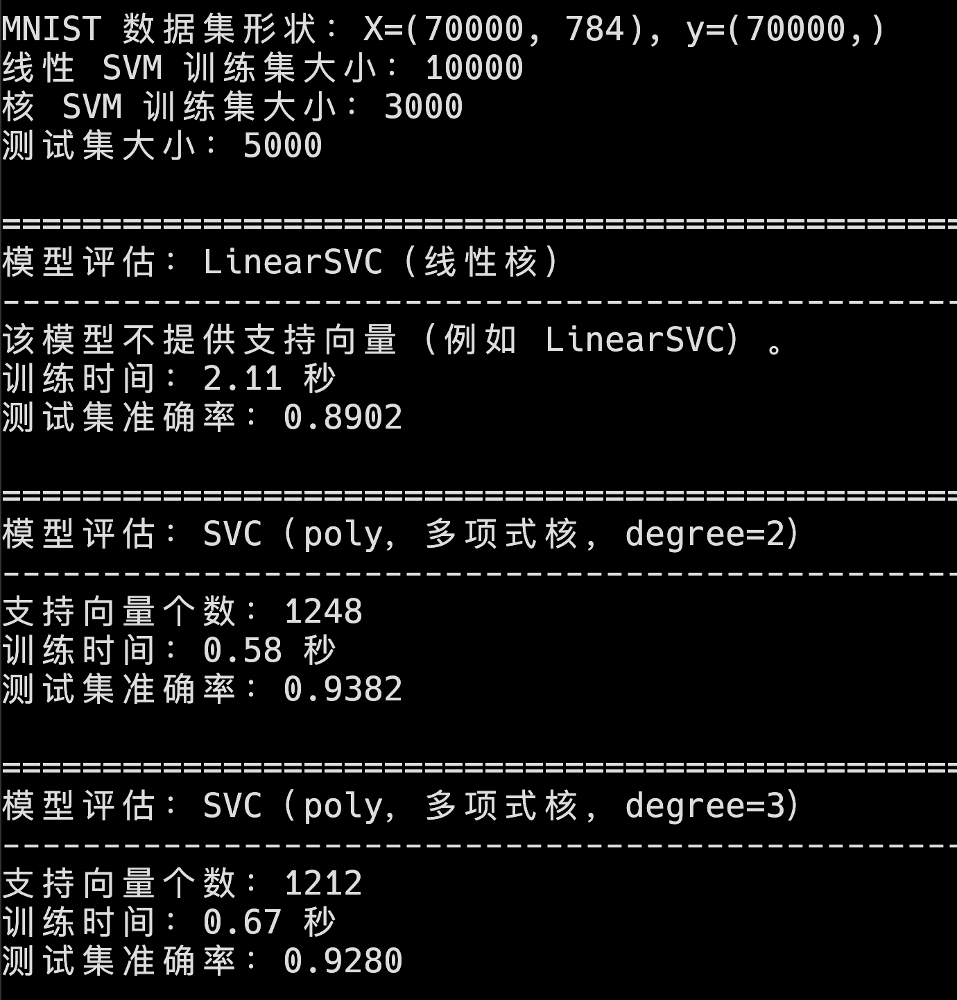 MNIST 数据集形状： X=(70000, 784), y=(70000,)
线性 SVM 训练集大小： 10000
核 SVM 训练集大小： 3000
测试集大小： 5000
==================================================
模型评估： LinearSVC（线性核）
--------------------------------------------------
该模型不提供支持向量（例如 LinearSVC）。
训练时间： 2.11 秒
测试集准确率： 0.8902
==================================================
模型评估： SVC（poly, 多项式核, degree=2）
--------------------------------------------------
支持向量个数： 1248
训练时间： 0.58 秒
测试集准确率： 0.9382
==================================================
模型评估： SVC（poly, 多项式核, degree=3）
--------------------------------------------------
支持向量个数： 1212
训练时间： 0.67 秒
测试集准确率： 0.9280